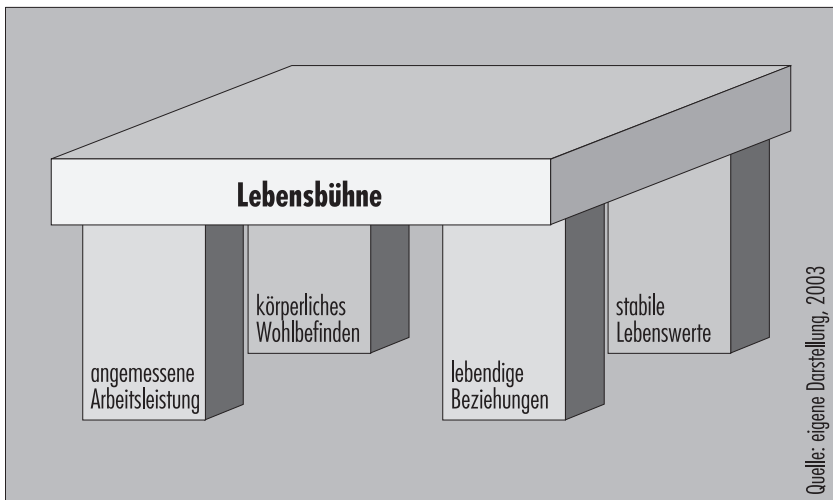 Lebensbühne
körperliches
Wohlbefinden
stabile
Lebenswerte
angemessene
Arbeitsleistung
lebendige
Beziehungen
Quelle: eigene Darstellung, 2003